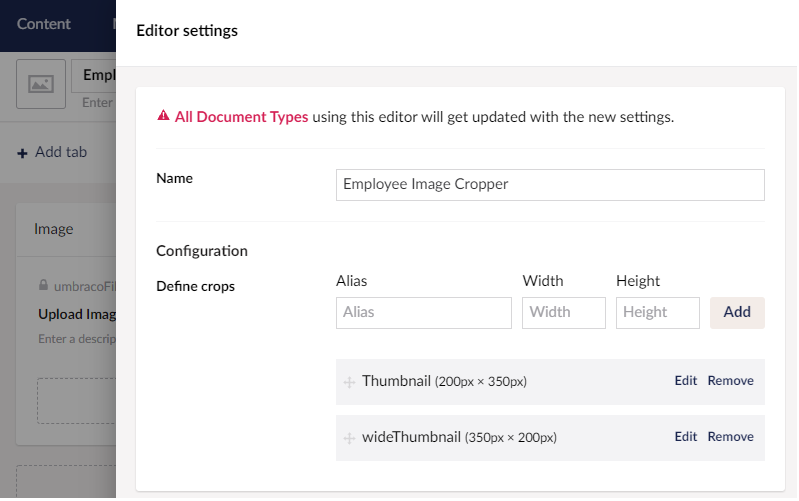 Content
Editor settings
Empl
Enter
All Document Types using this editor will get updated with the new settings.
Add tab
Name
Employee Image Cropper
Image
Configuration
Define crops
Alias Width Height
Alias Width Height Add
umbracoFil
Upload Imag
Enter a descrip
Thumbnail (200px × 350px) Edit Remove
wideThumbnail (350px × 200px) Edit Remove